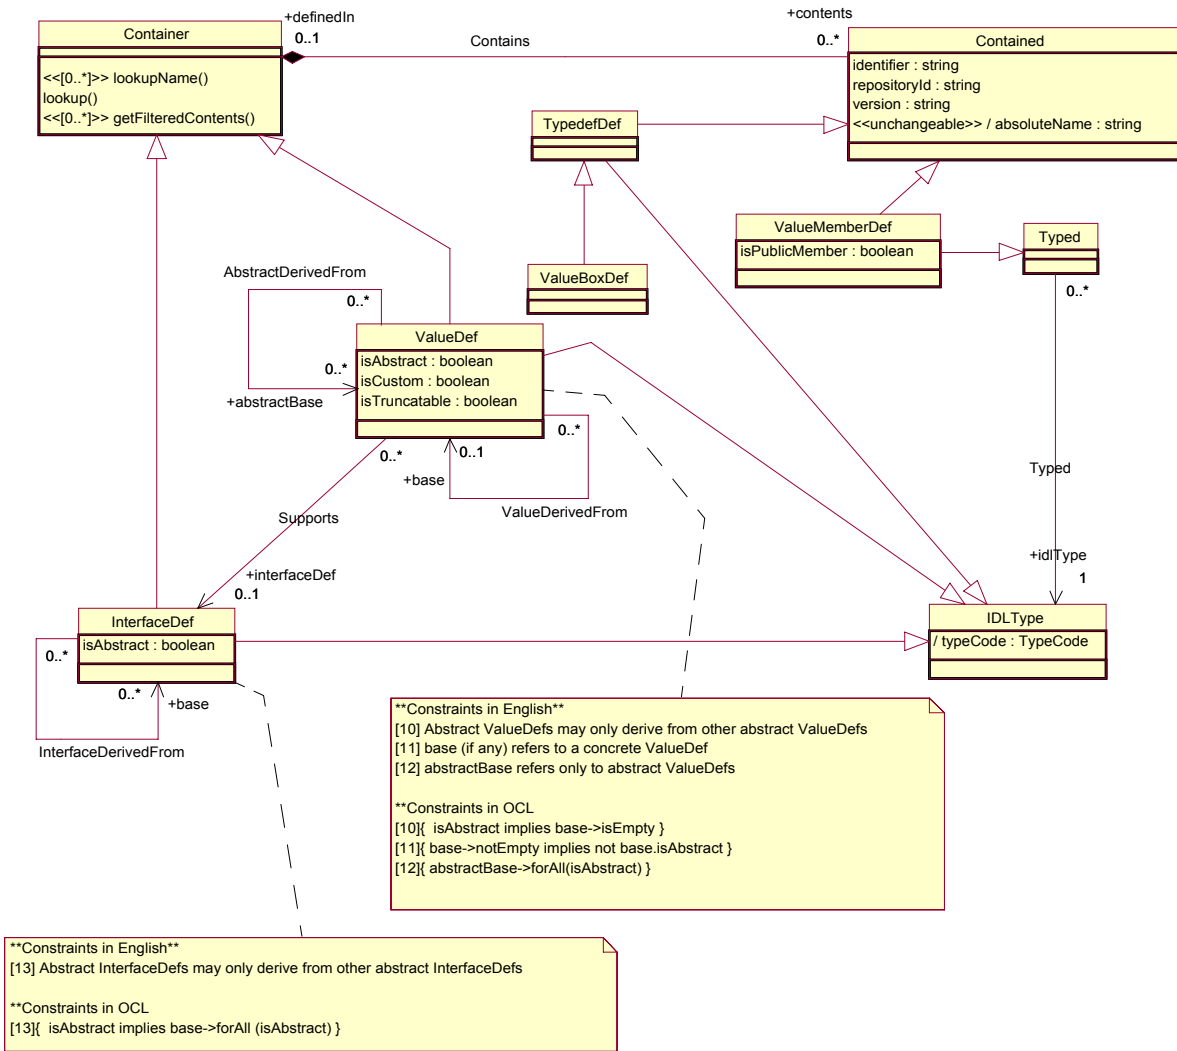 +definedIn
+contents
Container
0..1
Contains
0..*
Contained
<<[0..*]>> lookupName()
lookup()
<<[0..*]>> getFilteredContents()
identifier : string
repositoryId : string
version : string
<<unchangeable>> / absoluteName : string
TypedefDef
ValueMemberDef
isPublicMember : boolean
Typed
0..*
AbstractDerivedFrom
0..*
ValueBoxDef
ValueDef
isAbstract : boolean
isCustom : boolean
isTruncatable : boolean
0..*
+abstractBase
0..*
0..*
0..1
+base
ValueDerivedFrom
Typed
Supports
+interfaceDef
0..1
+idlType
1
InterfaceDef
isAbstract : boolean
IDLType
/ typeCode : TypeCode
0..*
0..*
+base
InterfaceDerivedFrom
**Constraints in English**
[10] Abstract ValueDefs may only derive from other abstract ValueDefs
[11] base (if any) refers to a concrete ValueDef
[12] abstractBase refers only to abstract ValueDefs
**Constraints in OCL
[10]{  isAbstract implies base->isEmpty }
[11]{ base->notEmpty implies not base.isAbstract }
[12]{ abstractBase->forAll(isAbstract) }
**Constraints in English**
[13] Abstract InterfaceDefs may only derive from other abstract InterfaceDefs
**Constraints in OCL
[13]{  isAbstract implies base->forAll (isAbstract) }